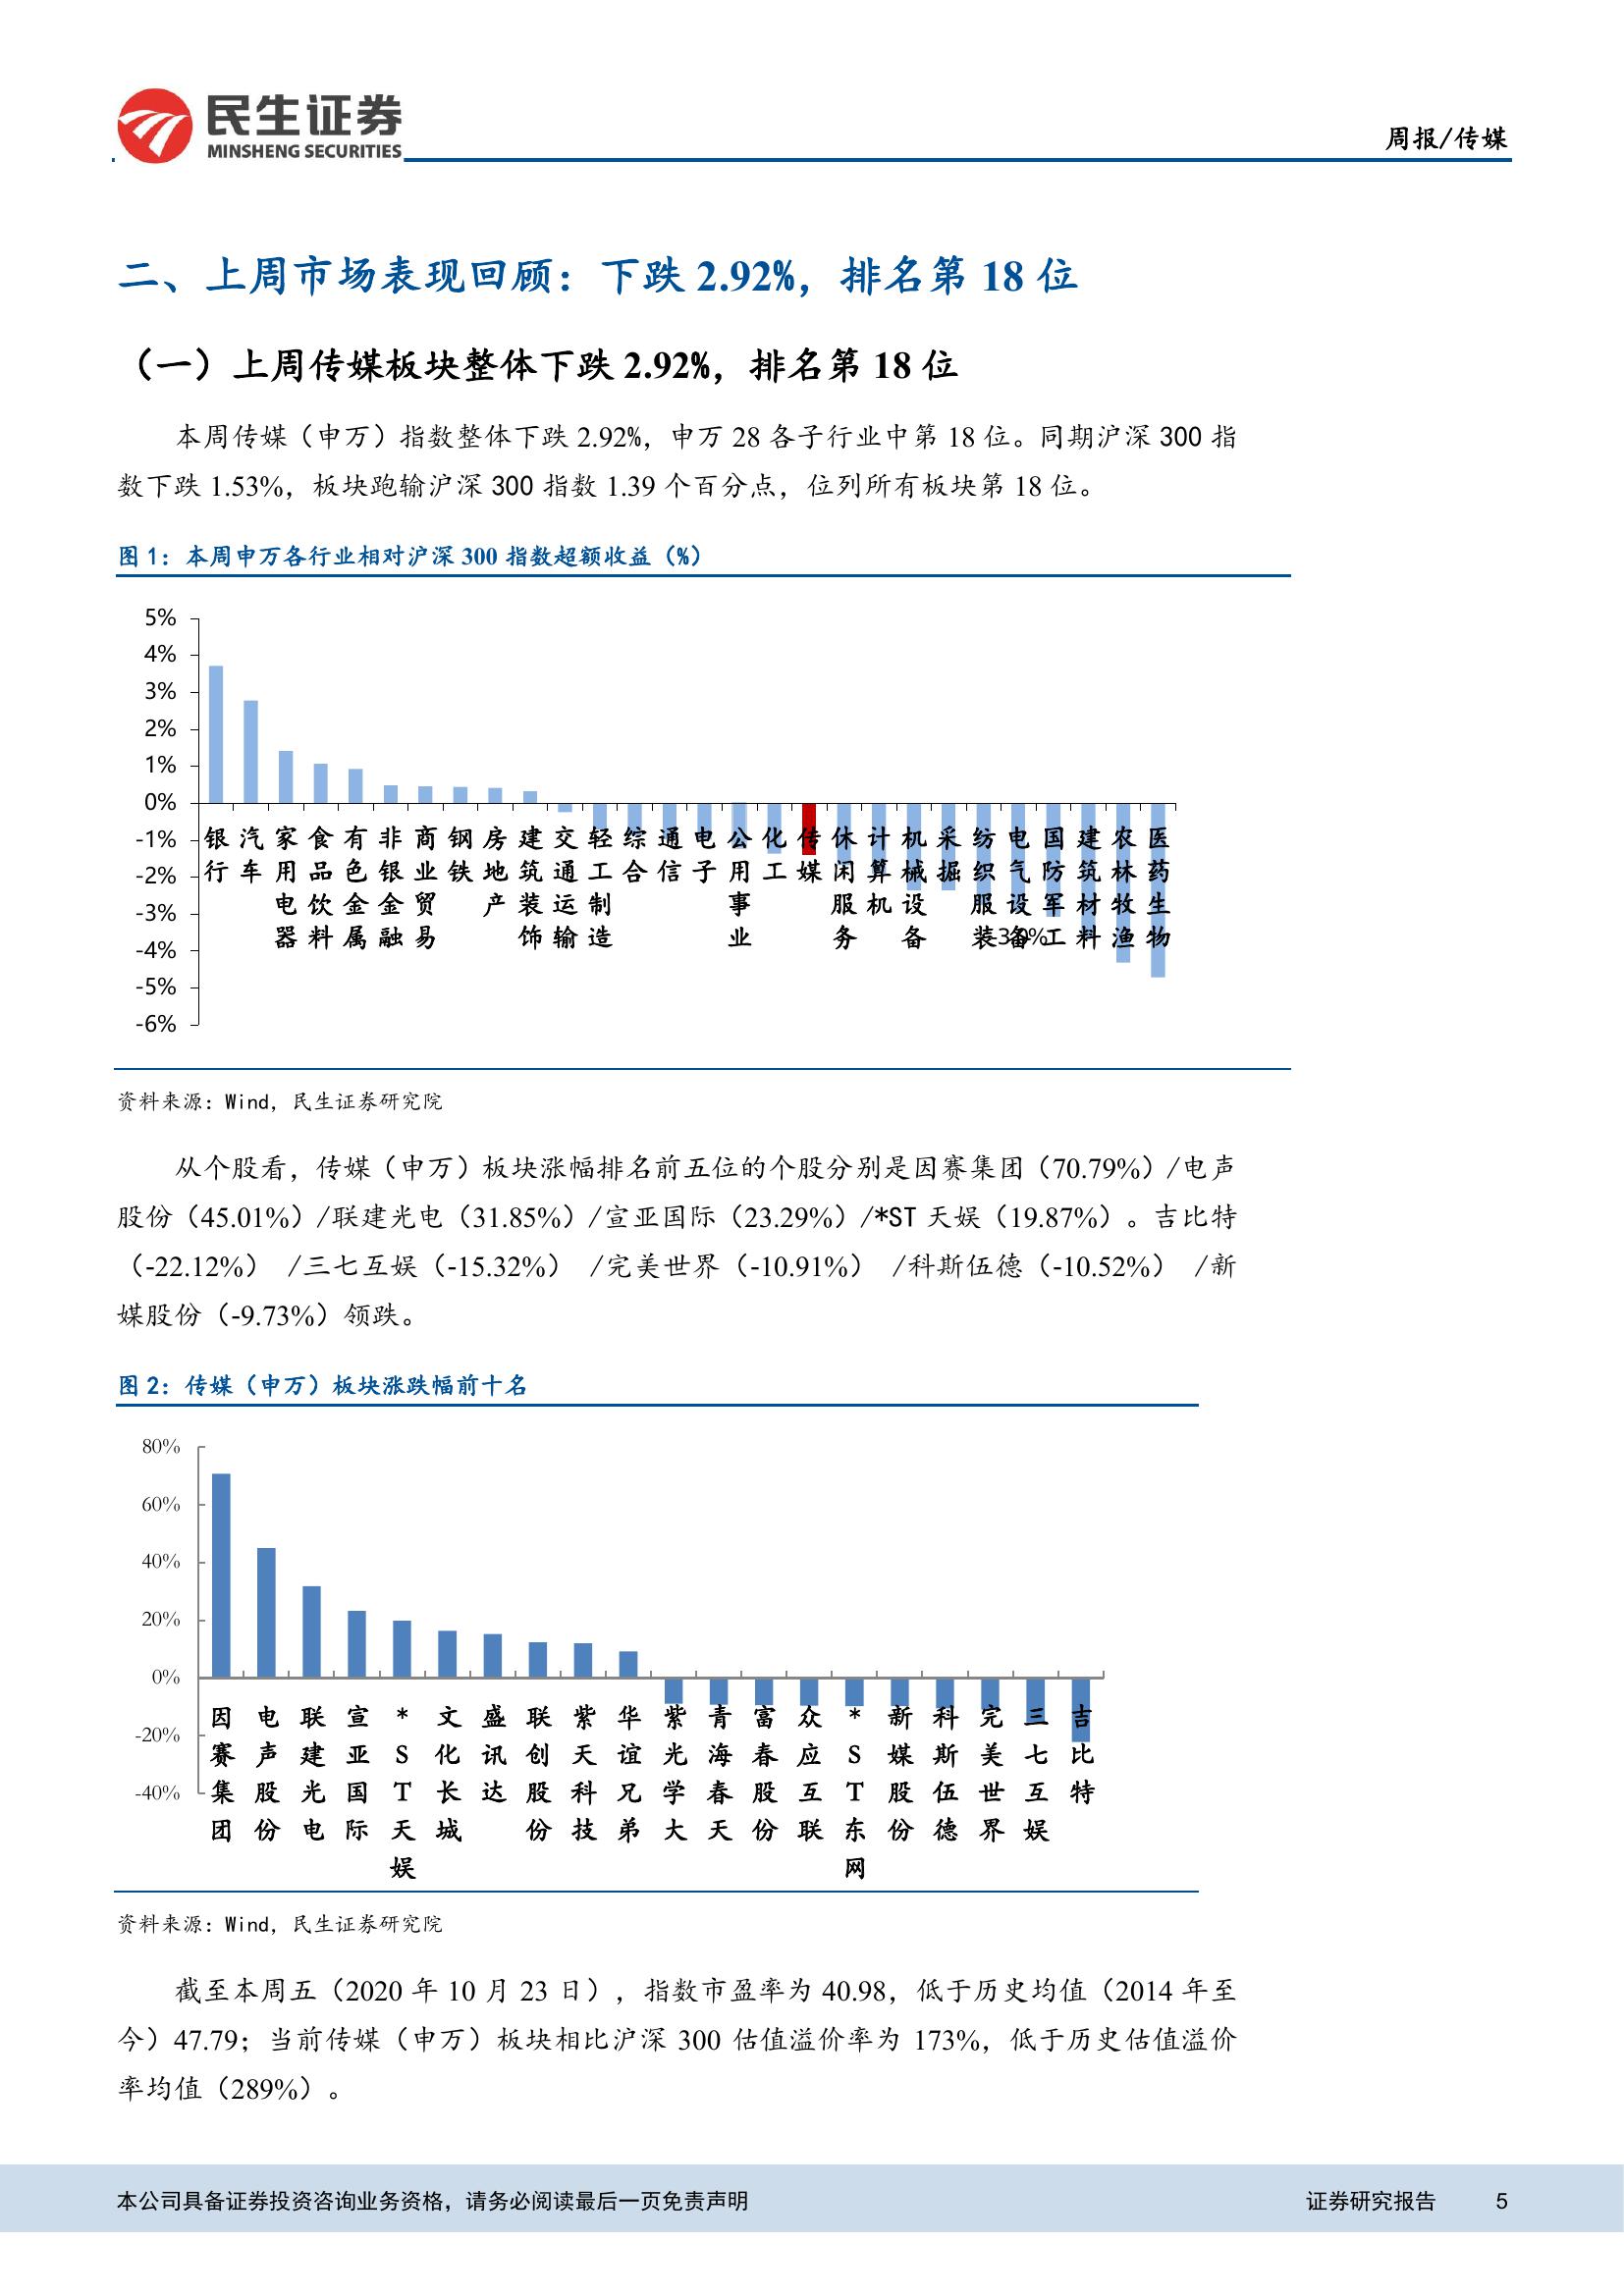 民生证券
MINSHENG SECURITIES
周报/传媒
二、上周市场表现回顾：下跌 2.92%，排名第 18 位
（一）上周传媒板块整体下跌 2.92%，排名第 18 位
本周传媒（申万）指数整体下跌 2.92%，申万 28 各子行业中第 18 位。同期沪深 300 指
数下跌 1.53%，板块跑输沪深 300 指数 1.39 个百分点，位列所有板块第 18 位。
图 1：本周申万各行业相对沪深 300 指数超额收益（%）
5%
4%
3%
2%
1%
0%
-1%
-2%
-3%
-4%
-5%
-6%
银行
汽车
家用电器
食品饮料
有色金属
非银金融
商业贸易
钢铁
房地产
建筑装饰
交通运输
轻工制造
综合
通信
电子
公用事业
化工
传媒
休闲服务
计算机
机械设备
采掘
纺织服装
电气设备
国防军工
建筑材料
农林牧渔
医药生物
资料来源：Wind，民生证券研究院
从个股看，传媒（申万）板块涨幅排名前五位的个股分别是因赛集团（70.79%）/电声
股份（45.01%）/联建光电（31.85%）/宣亚国际（23.29%）/*ST 天娱（19.87%）。吉比特
（-22.12%） /三七互娱（-15.32%） /完美世界（-10.91%） /科斯伍德（-10.52%） /新
媒股份（-9.73%）领跌。
图 2：传媒（申万）板块涨跌幅前十名
80%
60%
40%
20%
0%
-20%
-40%
因赛集团
电声股份
联建光电
宣亚国际
*ST天娱
文化长城
盛讯达
联创股份
紫天科技
华谊兄弟
紫光学大
青海春天
富春股份
众应互联
*ST东网
新媒股份
科斯伍德
完美世界
三七互娱
吉比特
资料来源：Wind，民生证券研究院
截至本周五（2020 年 10 月 23 日），指数市盈率为 40.98，低于历史均值（2014 年至
今）47.79；当前传媒（申万）板块相比沪深 300 估值溢价率为 173%，低于历史估值溢价
率均值（289%）。
本公司具备证券投资咨询业务资格，请务必阅读最后一页免责声明
证券研究报告 5